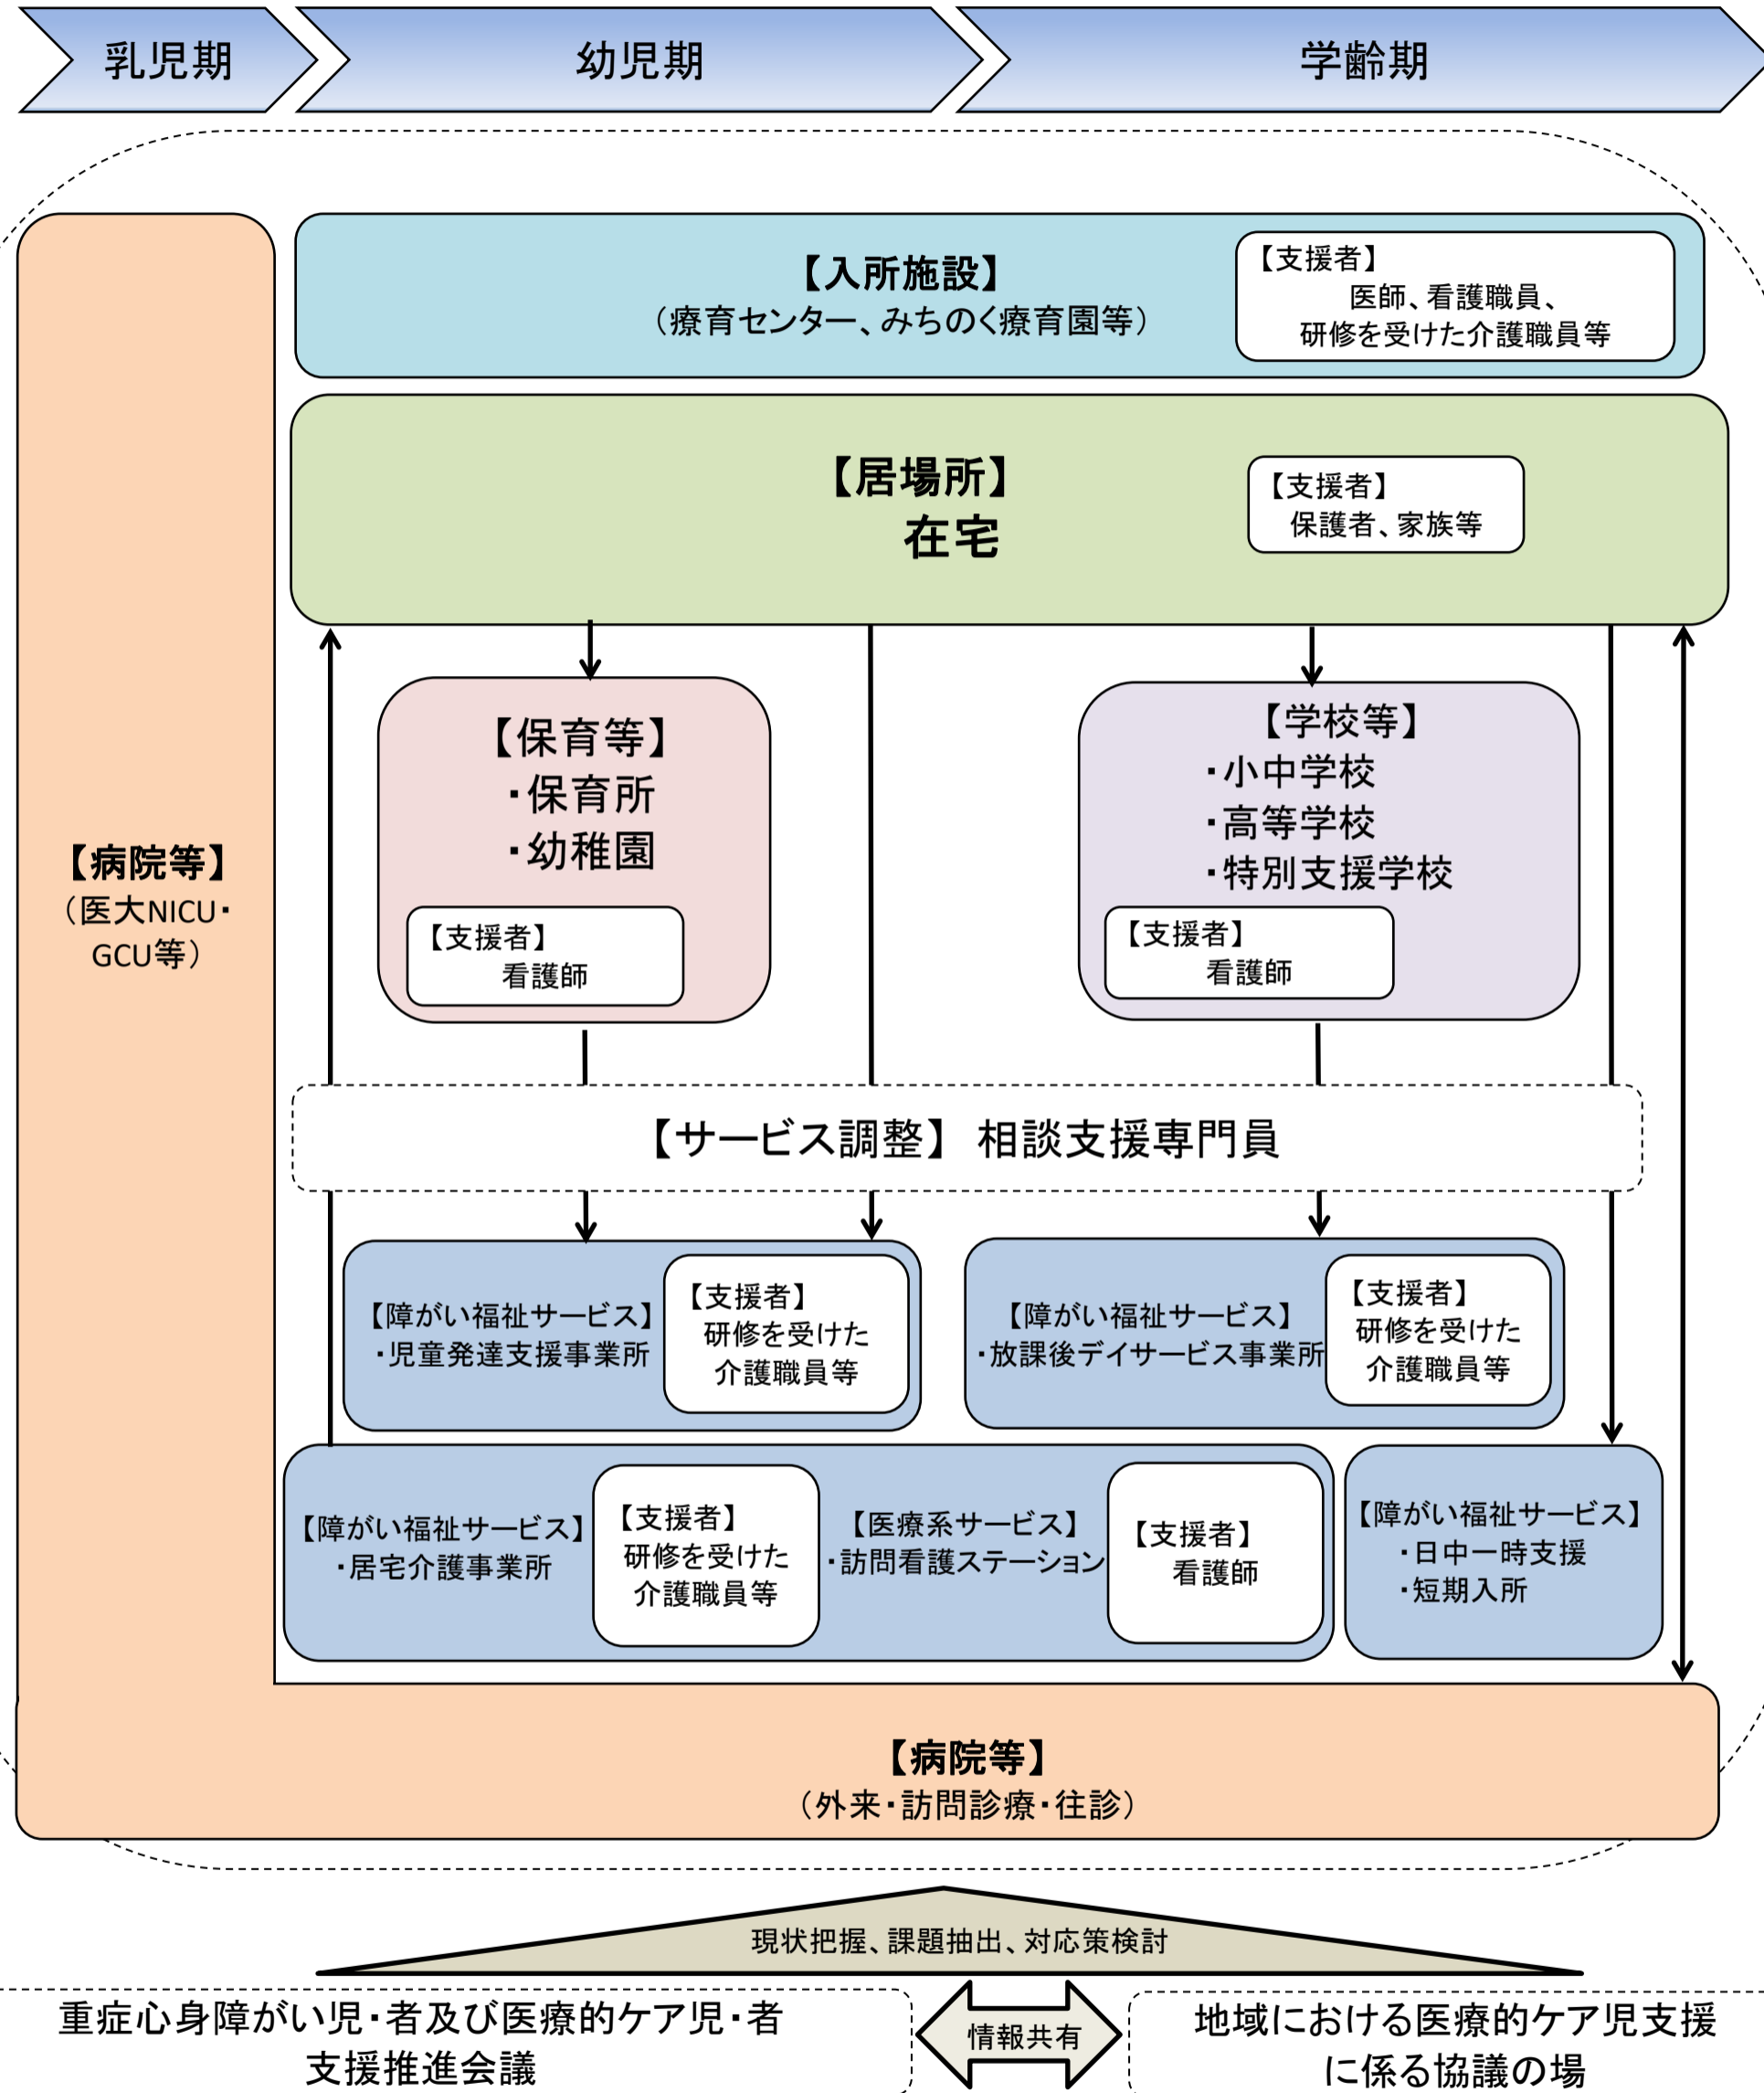 乳児期
幼児期
学齢期
【入所施設】
（療育センター、みちのく療育園等）
【支援者】
医師、看護職員、
研修を受けた介護職員等
【居場所】
在宅
【支援者】
保護者、家族等
【病院等】
（医大NICU・
GCU等）
【保育等】
・保育所
・幼稚園
【支援者】
看護師
【学校等】
・小中学校
・高等学校
・特別支援学校
【支援者】
看護師
【サービス調整】 相談支援専門員
【障がい福祉サービス】
・児童発達支援事業所
【支援者】
研修を受けた
介護職員等
【障がい福祉サービス】
・放課後デイサービス事業所
【支援者】
研修を受けた
介護職員等
【障がい福祉サービス】
・居宅介護事業所
【支援者】
研修を受けた
介護職員等
【医療系サービス】
・訪問看護ステーション
【支援者】
看護師
【障がい福祉サービス】
・日中一時支援
・短期入所
【病院等】
（外来・訪問診療・往診）
現状把握、課題抽出、対応策検討
重症心身障がい児・者及び医療的ケア児・者
支援推進会議
情報共有
地域における医療的ケア児支援
に係る協議の場